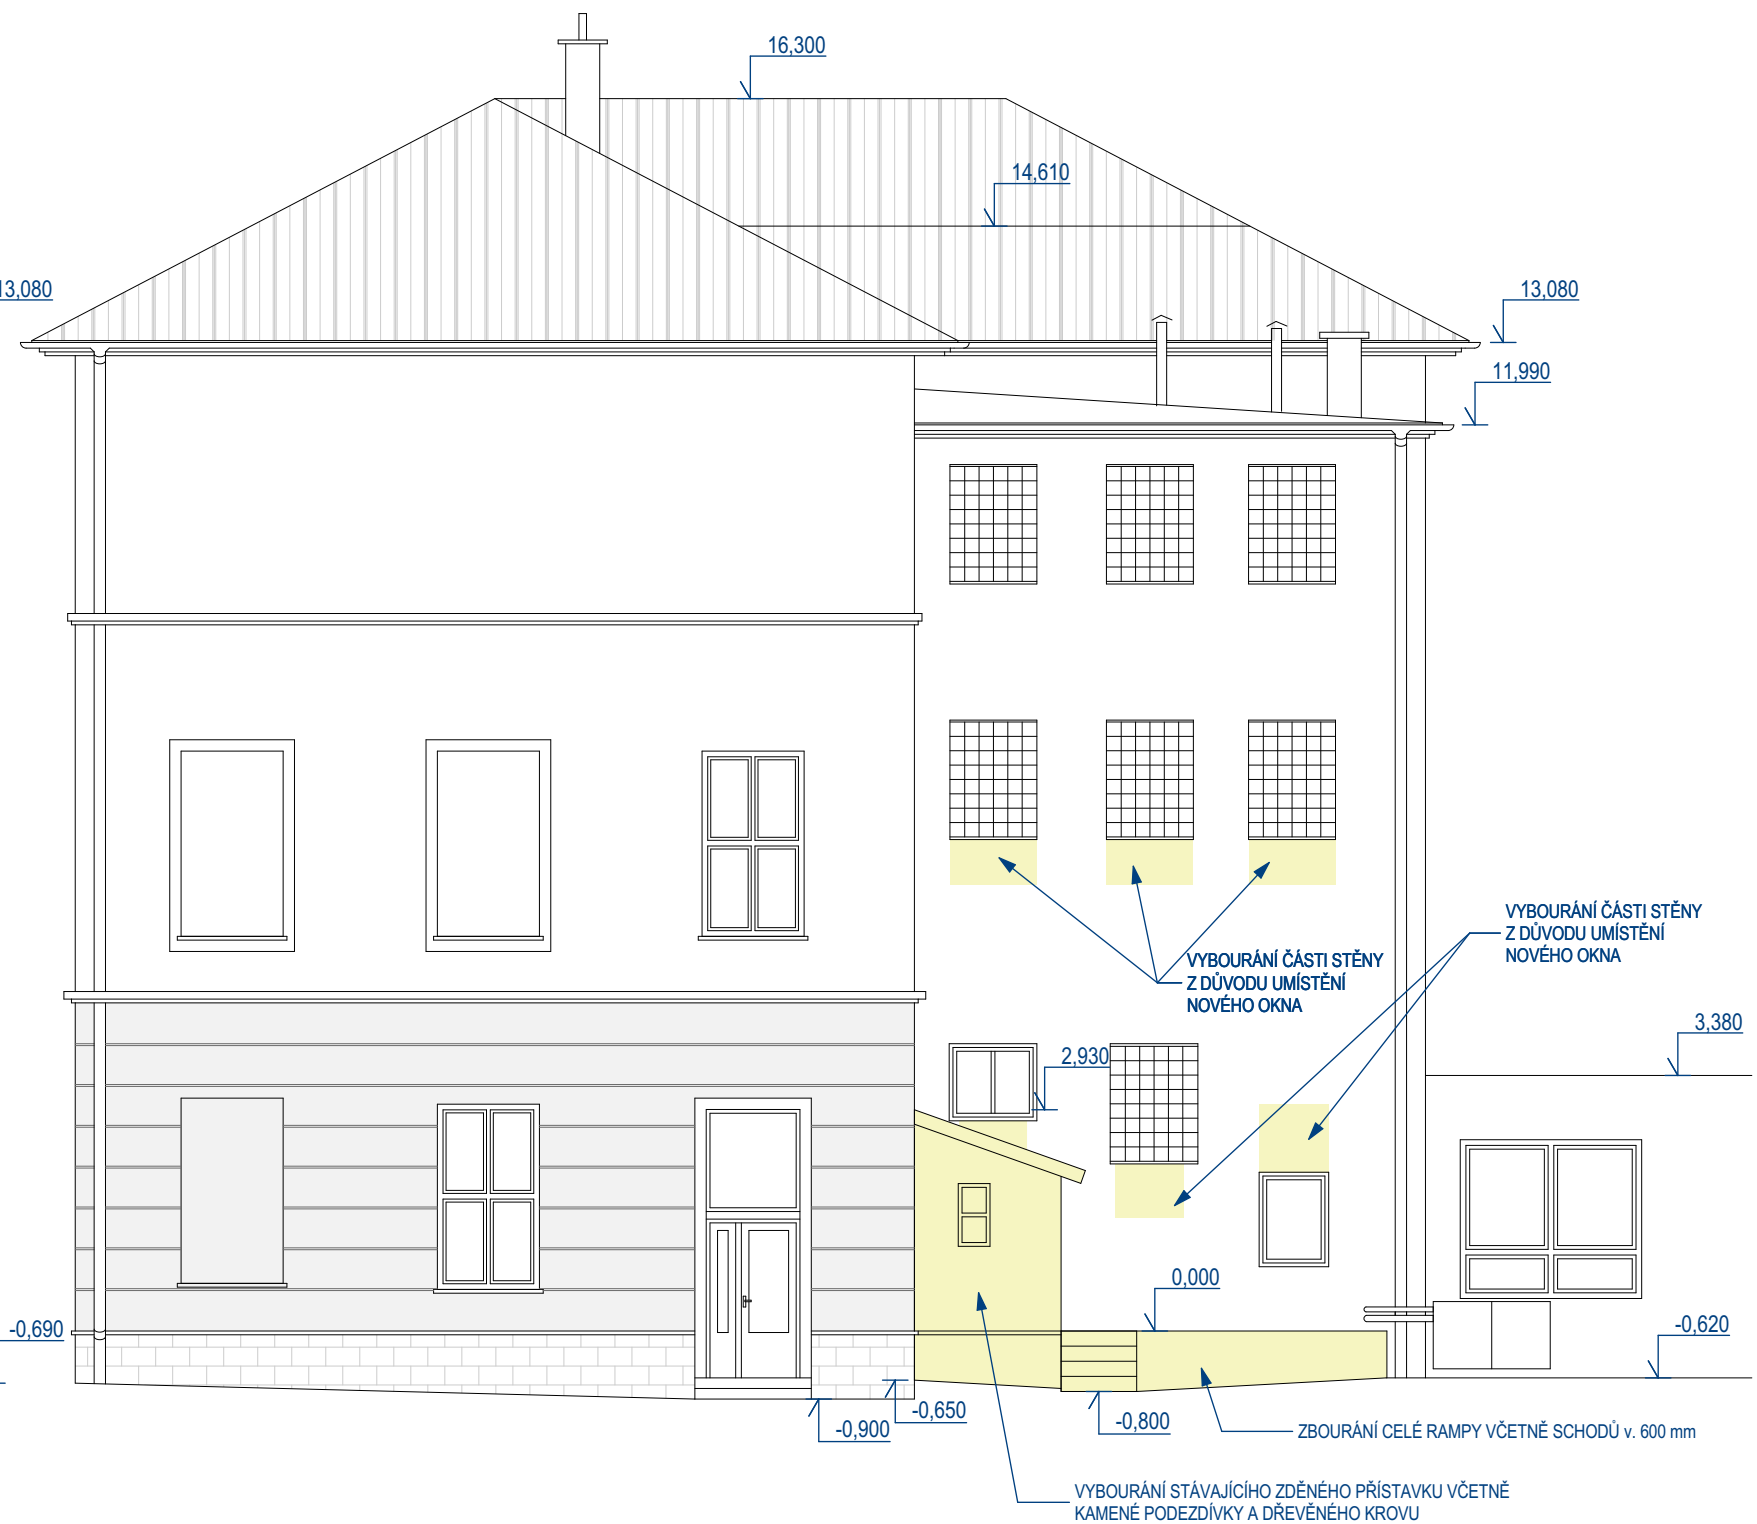 16,300
14,610
13,080
13,080
11,990
VYBOURÁNÍ ČÁSTI STĚNY
Z DŮVODU UMÍSTĚNÍ
NOVÉHO OKNA
VYBOURÁNÍ ČÁSTI STĚNY
Z DŮVODU UMÍSTĚNÍ
NOVÉHO OKNA
3,380
2,930
0,000
-0,690
-0,620
-0,650
-0,800
-0,900
ZBOURÁNÍ CELÉ RAMPY VČETNĚ SCHODŮ v. 600 mm
VYBOURÁNÍ STÁVAJÍCÍHO ZDĚNÉHO PŘÍSTAVKU VČETNĚ
KAMENÉ PODEZDÍVKY A DŘEVĚNÉHO KROVU